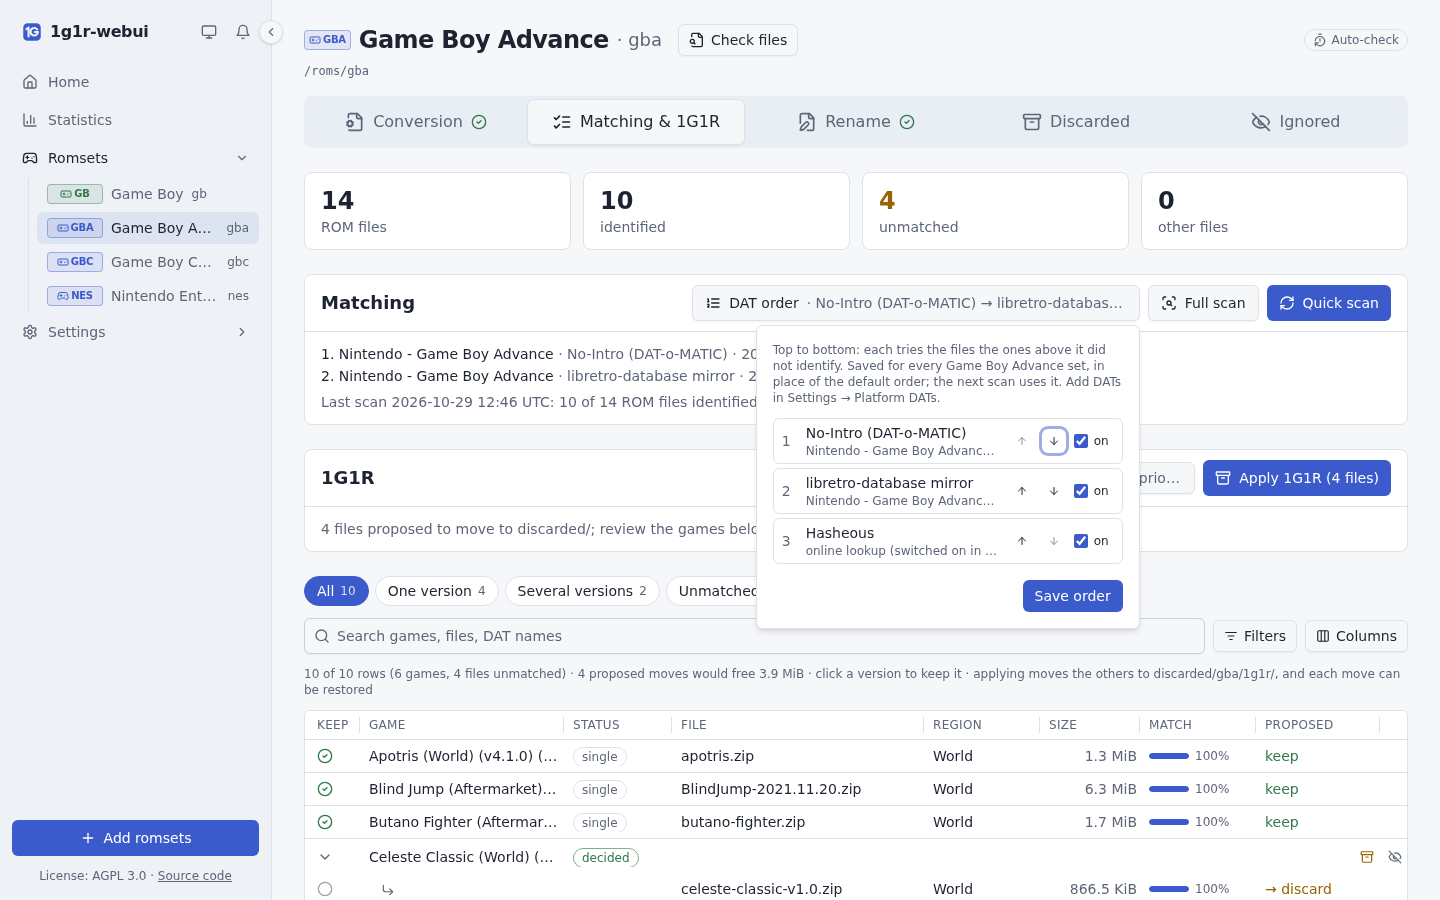 1G 1g1r-webui
Home
Statistics
Romsets
GB Game Boy gb
GBA Game Boy A... gba
GBC Game Boy C... gbc
NES Nintendo Ent... nes
Settings
+ Add romsets
License: AGPL 3.0 · Source code
GBA Game Boy Advance · gba Check files Auto-check
/roms/gba
Conversion Matching & 1G1R Rename Discarded Ignored
14 10 4 0
ROM files identified unmatched other files
Matching DAT order · No-Intro (DAT-o-MATIC) → libretro-databas... Full scan Quick scan
1. Nintendo - Game Boy Advance · No-Intro (DAT-o-MATIC) · 20
2. Nintendo - Game Boy Advance · libretro-database mirror · 2
Last scan 2026-10-29 12:46 UTC: 10 of 14 ROM files identified
Top to bottom: each tries the files the ones above it did
not identify. Saved for every Game Boy Advance set, in
place of the default order; the next scan uses it. Add DATs
in Settings → Platform DATs.
1 No-Intro (DAT-o-MATIC) ↑ ↓ on
Nintendo - Game Boy Advanc...
2 libretro-database mirror ↑ ↓ on
Nintendo - Game Boy Advanc...
3 Hasheous ↑ ↓ on
online lookup (switched on in ...
Save order
1G1R prio... Apply 1G1R (4 files)
4 files proposed to move to discarded/; review the games belo
All 10 One version 4 Several versions 2 Unmatched
Search games, files, DAT names Filters Columns
10 of 10 rows (6 games, 4 files unmatched) · 4 proposed moves would free 3.9 MiB · click a version to keep it · applying moves the others to discarded/gba/1g1r/, and each move can
be restored
KEEP GAME STATUS FILE REGION SIZE MATCH PROPOSED
Apotris (World) (v4.1.0) (... single apotris.zip World 1.3 MiB 100% keep
Blind Jump (Aftermarket)... single BlindJump-2021.11.20.zip World 6.3 MiB 100% keep
Butano Fighter (Aftermar... single butano-fighter.zip World 1.7 MiB 100% keep
Celeste Classic (World) (... decided
celeste-classic-v1.0.zip World 866.5 KiB 100% → discard